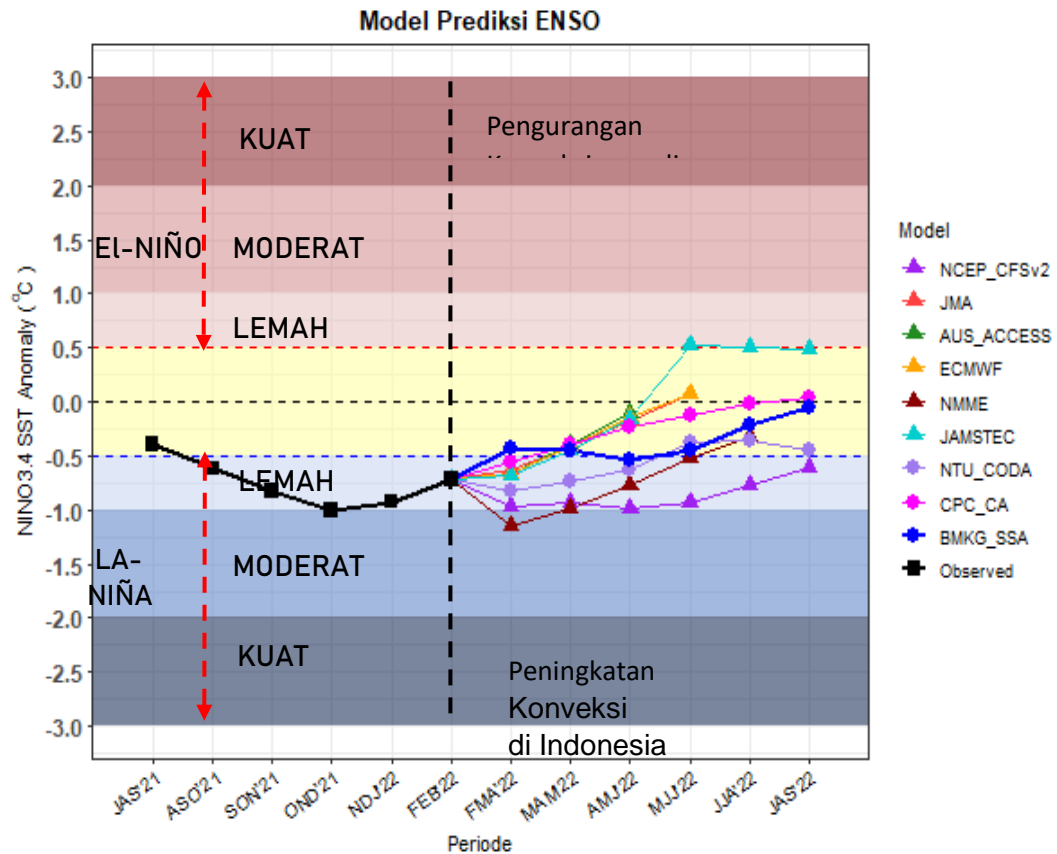 Model Prediksi ENSO
3.0
2.5
2.0
1.5
1.0
0.5
0.0
-0.5
-1.0
-1.5
-2.0
-2.5
-3.0
NINO3.4 SST Anomaly (°C)
KUAT
Pengurangan
El-NIÑO
MODERAT
LEMAH
LEMAH
LA-
NIÑA
MODERAT
KUAT
Peningkatan
Konveksi
di Indonesia
JAS'21
ASO'21
SON'21
OND'21
NDJ'22
FEB'22
FMA'22
MAM'22
AMJ'22
MJJ'22
JJA'22
JAS'22
Periode
Model
NCEP_CFSv2
JMA
AUS_ACCESS
ECMWF
NMME
JAMSTEC
NTU_CODA
CPC_CA
BMKG_SSA
Observed